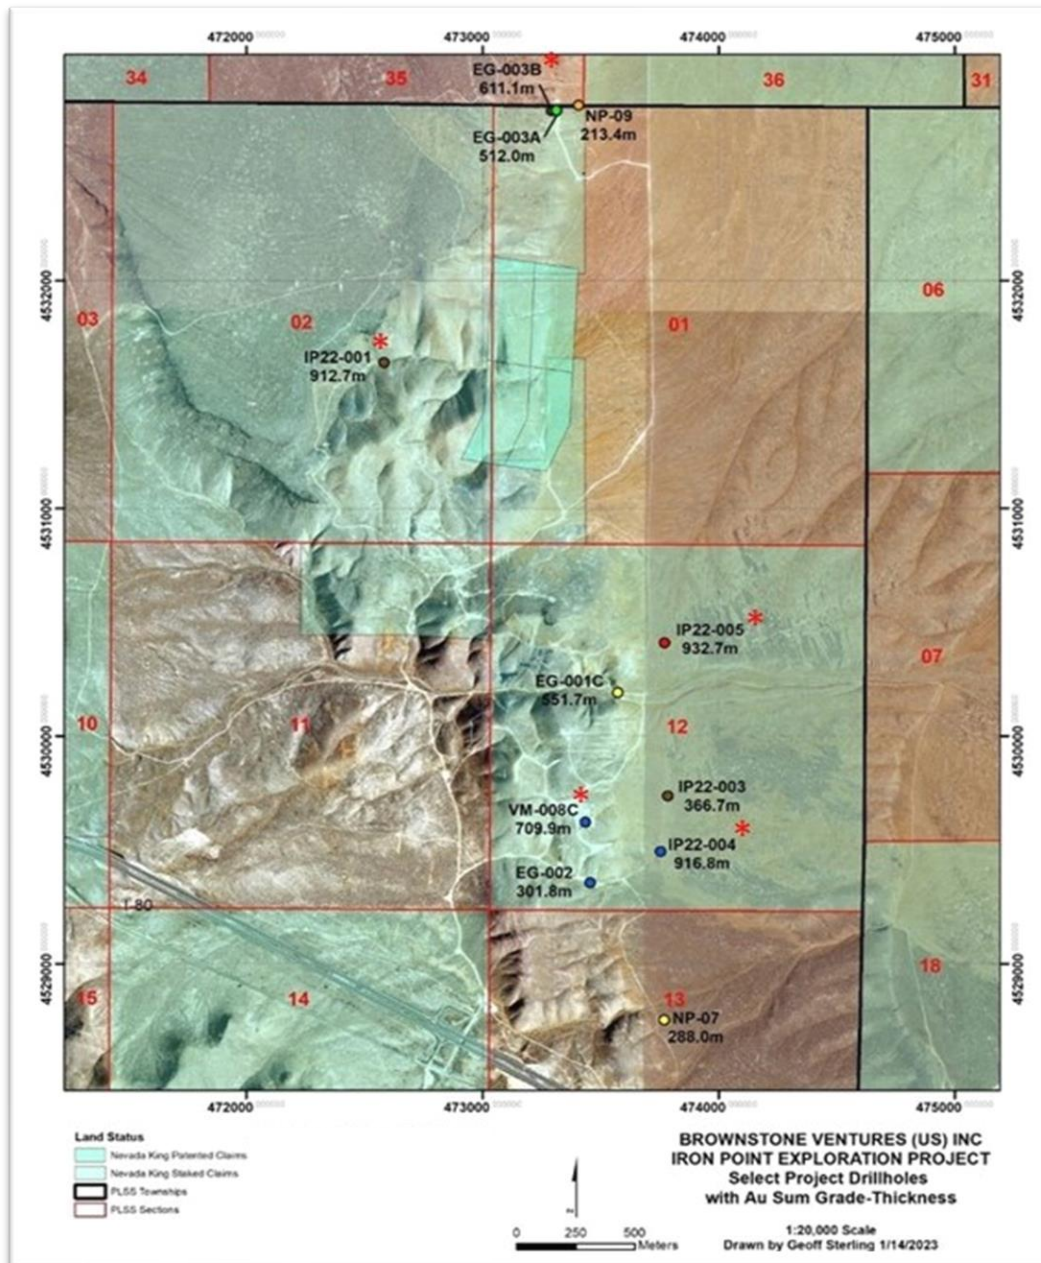 472000
473000
474000
475000
34
35
36
31
EG-003B
611.1m
NP-09
213.4m
EG-003A
512.0m
4532000
4532000
06
03
02
01
IP22-001
912.7m
4531000
4531000
IP22-005
932.7m
07
EG-001C
551.7m
10
11
12
4530000
4530000
IP22-003
366.7m
VM-008C
709.9m
IP22-004
916.8m
EG-002
301.8m
I-80
4529000
4529000
18
15
14
13
NP-07
288.0m
472000
473000
474000
475000
Land Status
Nevada King Patented Claims
Nevada King Staked Claims
PLSS Townships
PLSS Sections
0 250 500
Meters
BROWNSTONE VENTURES (US) INC
IRON POINT EXPLORATION PROJECT
Select Project Drillholes
with Au Sum Grade-Thickness
1:20,000 Scale
Drawn by Geoff Sterling 1/14/2023